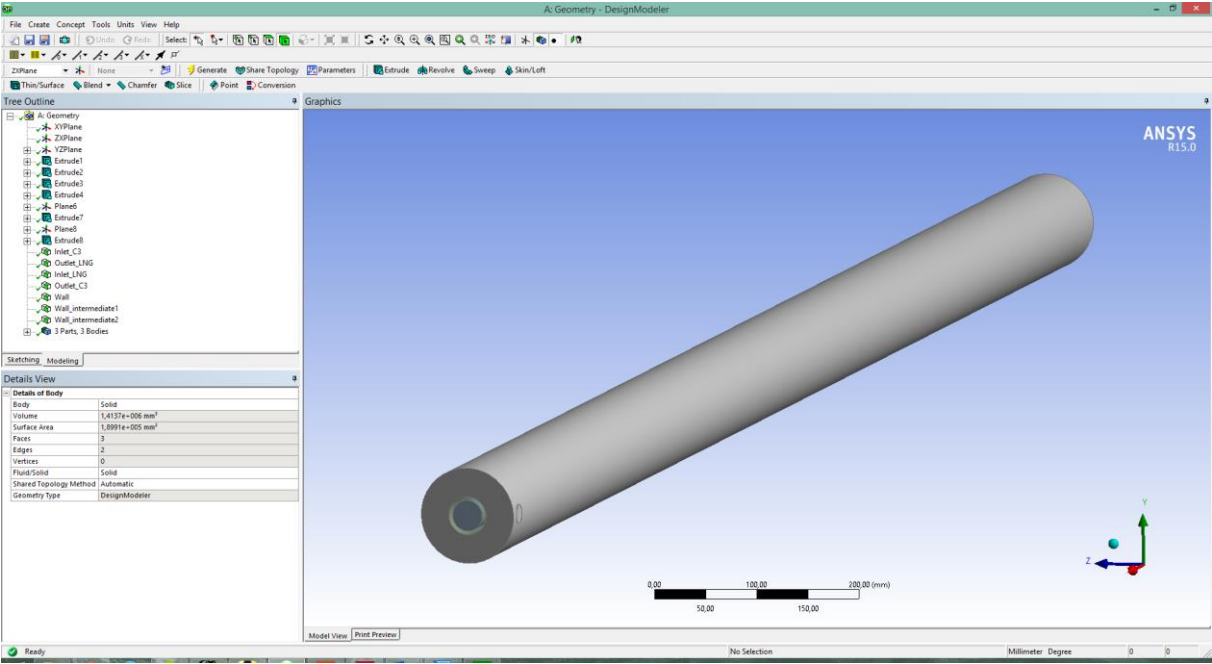 A: Geometry - DesignModeler
File Create Concept Tools Units View Help
Undo Redo Select:
ZXPlane None Generate Share Topology Parameters Extrude Revolve Sweep Skin/Loft
Thin/Surface Blend Chamfer Slice Point Conversion
Tree Outline
A: Geometry
XYPlane
ZXPlane
YZPlane
Extrude1
Extrude2
Extrude3
Extrude4
Plane6
Extrude7
Plane8
Extrude8
Inlet_C3
Outlet_LNG
Inlet_LNG
Outlet_C3
Wall
Wall_intermediate1
Wall_intermediate2
3 Parts, 3 Bodies
Sketching Modeling
Details View
Details of Body
Body Solid
Volume 1,4137e+006 mm³
Surface Area 1,8991e+005 mm²
Faces 3
Edges 2
Vertices 0
Fluid/Solid Solid
Shared Topology Method Automatic
Geometry Type DesignModeler
Graphics
ANSYS
R15.0
Y
Z
0,00 100,00 200,00 (mm)
50,00 150,00
Model View Print Preview
Ready No Selection Millimeter Degree 0 0